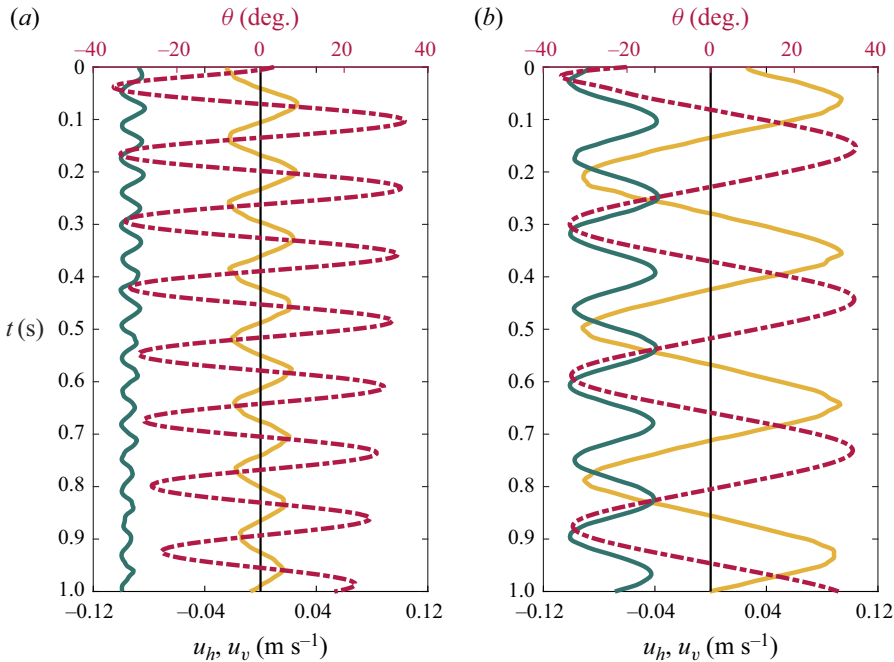 (a) θ (deg.) (b) θ (deg.)
–40 –20 0 20 40 –40 –20 0 20 40
0 0
0.1 0.1
0.2 0.2
0.3 0.3
0.4 0.4
t (s) 0.5 0.5
0.6 0.6
0.7 0.7
0.8 0.8
0.9 0.9
1.0 1.0
–0.12 –0.04 0.04 0.12 –0.12 –0.04 0.04 0.12
u_h, u_v (m s⁻¹) u_h, u_v (m s⁻¹)